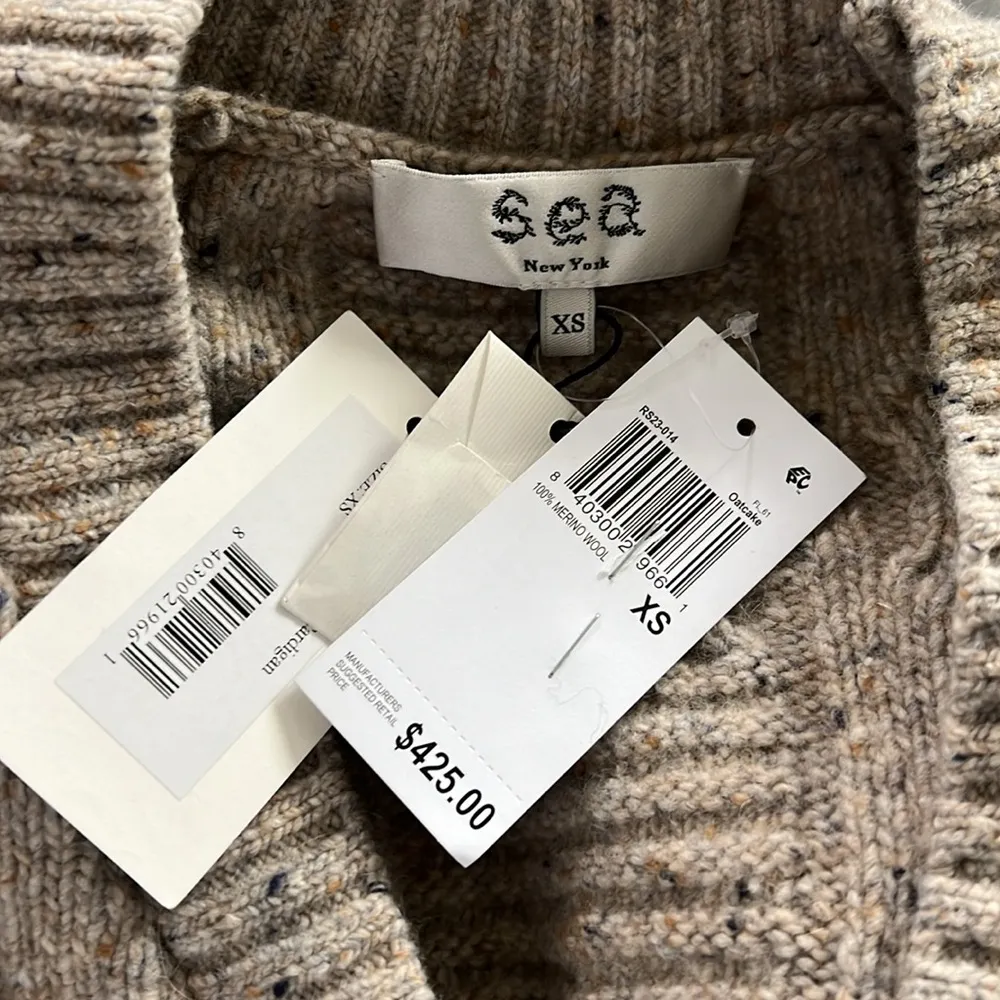 sea
New York
XS
RS23-014
8 40300 21966 1
100% MERINO WOOL
FL_61
Oatcake
XS
MANUFACTURERS
SUGGESTED RETAIL
PRICE
$425.00
SIZE: XS
8 40300 21966 1
Cardigan